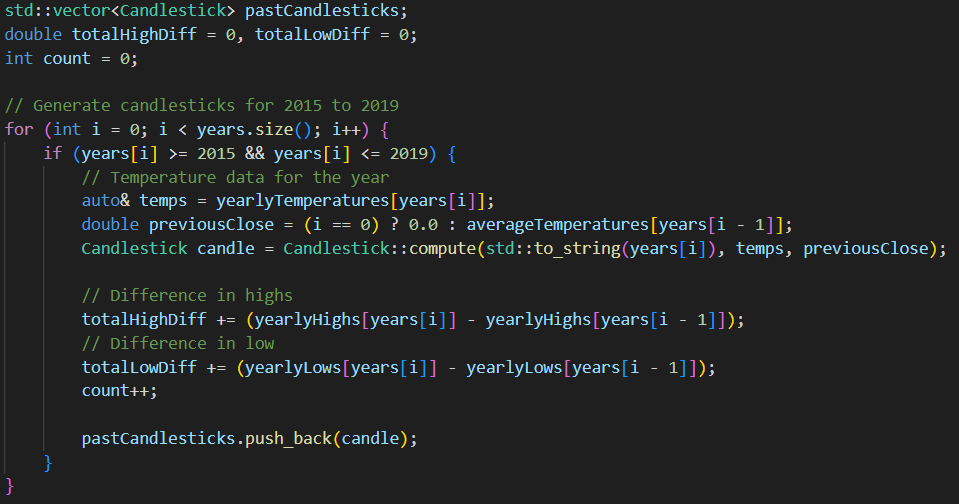 std::vector<Candlestick> pastCandlesticks;
double totalHighDiff = 0, totalLowDiff = 0;
int count = 0;

// Generate candlesticks for 2015 to 2019
for (int i = 0; i < years.size(); i++) {
    if (years[i] >= 2015 && years[i] <= 2019) {
        // Temperature data for the year
        auto& temps = yearlyTemperatures[years[i]];
        double previousClose = (i == 0) ? 0.0 : averageTemperatures[years[i - 1]];
        Candlestick candle = Candlestick::compute(std::to_string(years[i]), temps, previousClose);

        // Difference in highs
        totalHighDiff += (yearlyHighs[years[i]] - yearlyHighs[years[i - 1]]);
        // Difference in low
        totalLowDiff += (yearlyLows[years[i]] - yearlyLows[years[i - 1]]);
        count++;

        pastCandlesticks.push_back(candle);
    }
}